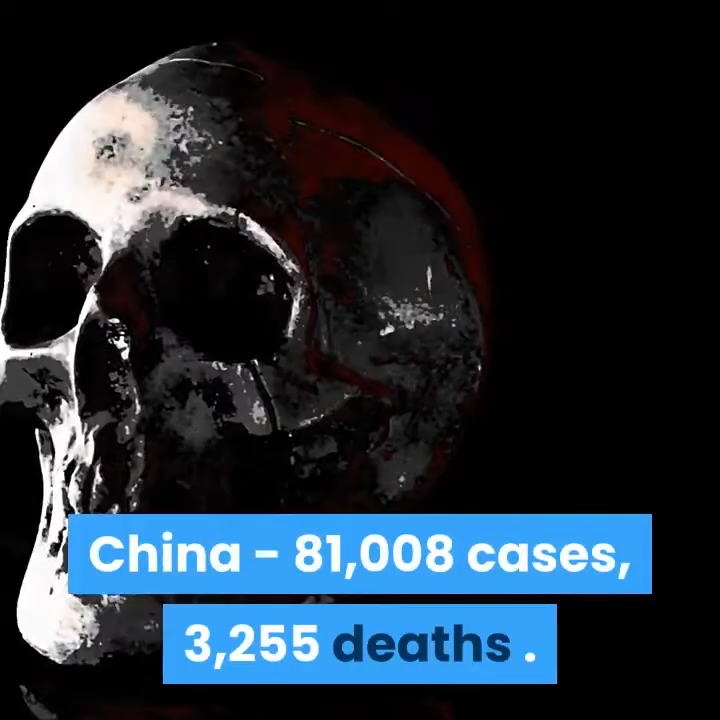 China - 81,008 cases,
3,255 deaths .